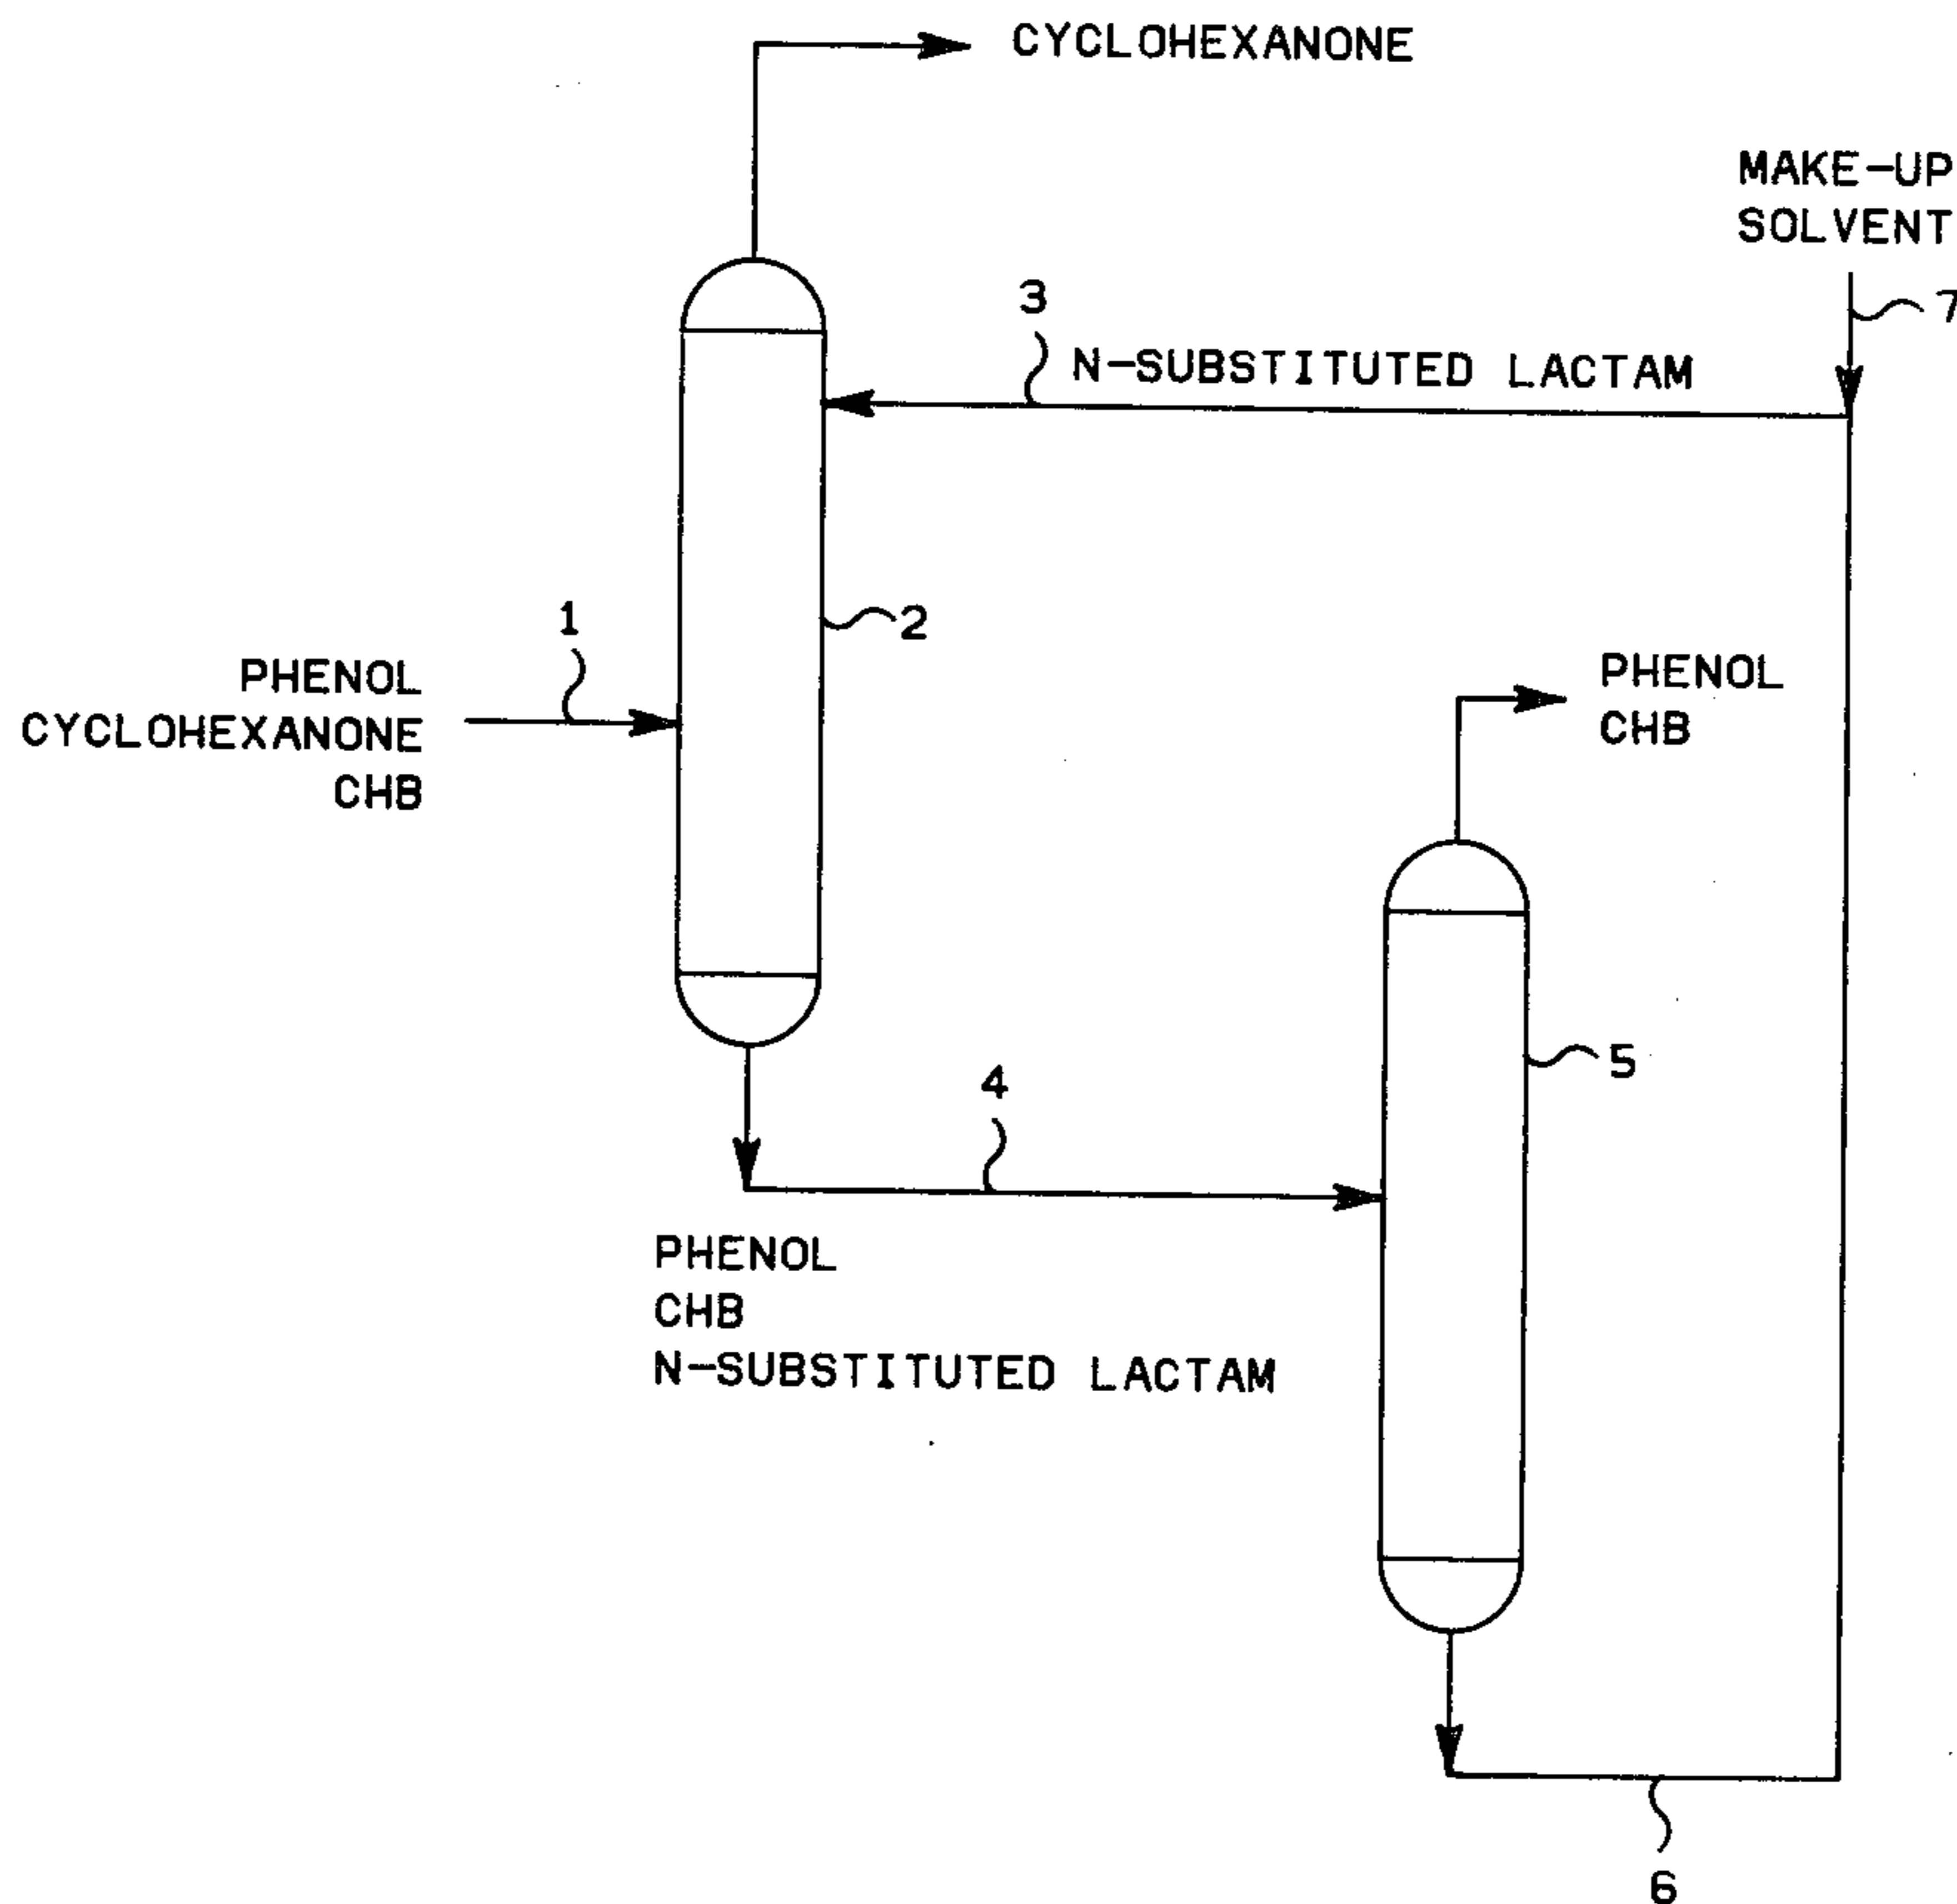 CYCLOHEXANONE
MAKE-UP
SOLVENT
3
7
N-SUBSTITUTED LACTAM
1
2
PHENOL
CYCLOHEXANONE
CHB
PHENOL
CHB
5
4
PHENOL
CHB
N-SUBSTITUTED LACTAM
6